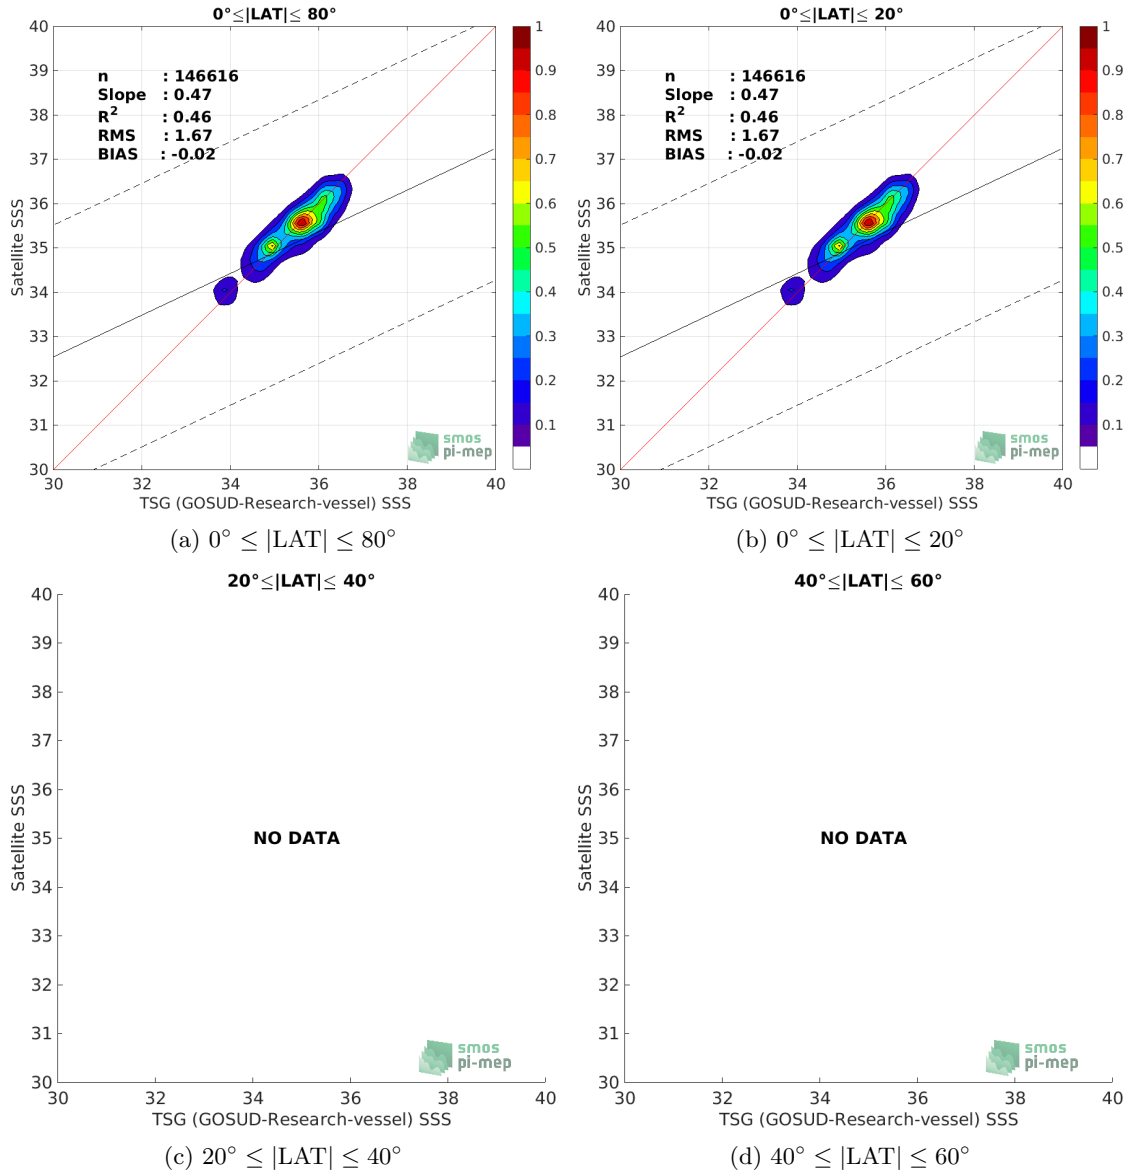 0°≤|LAT|≤ 80°
n : 146616
Slope : 0.47
R² : 0.46
RMS : 1.67
BIAS : -0.02
40
39
38
37
36
35
34
33
32
31
30
Satellite SSS
30 32 34 36 38 40
TSG (GOSUD-Research-vessel) SSS
1
0.9
0.8
0.7
0.6
0.5
0.4
0.3
0.2
0.1
smos
pi-mep
(a) 0° ≤ |LAT| ≤ 80°
0°≤|LAT|≤ 20°
n : 146616
Slope : 0.47
R² : 0.46
RMS : 1.67
BIAS : -0.02
40
39
38
37
36
35
34
33
32
31
30
Satellite SSS
30 32 34 36 38 40
TSG (GOSUD-Research-vessel) SSS
1
0.9
0.8
0.7
0.6
0.5
0.4
0.3
0.2
0.1
smos
pi-mep
(b) 0° ≤ |LAT| ≤ 20°
20°≤|LAT|≤ 40°
40
39
38
37
36
35
34
33
32
31
30
Satellite SSS
NO DATA
smos
pi-mep
30 32 34 36 38 40
TSG (GOSUD-Research-vessel) SSS
(c) 20° ≤ |LAT| ≤ 40°
40°≤|LAT|≤ 60°
40
39
38
37
36
35
34
33
32
31
30
Satellite SSS
NO DATA
smos
pi-mep
30 32 34 36 38 40
TSG (GOSUD-Research-vessel) SSS
(d) 40° ≤ |LAT| ≤ 60°